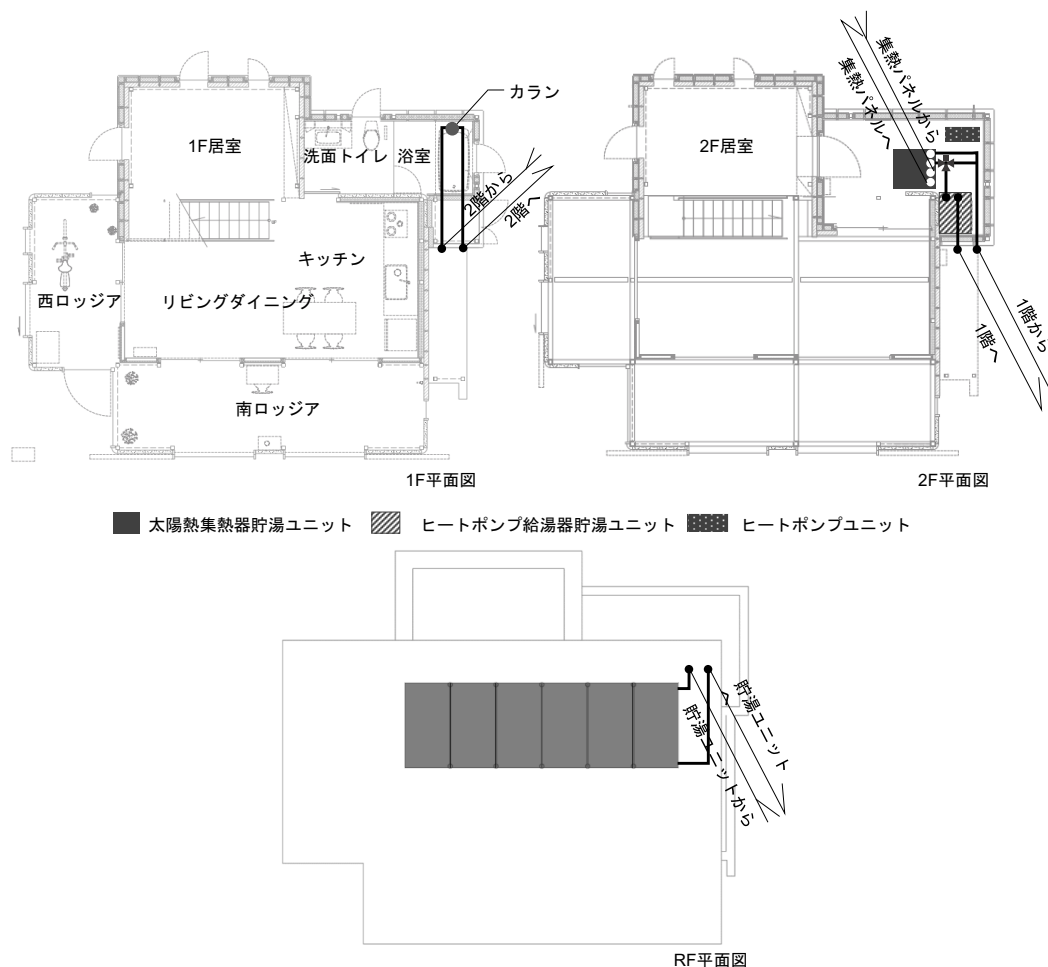 カラン
1F居室
洗面トイレ
浴室
2階から
2階へ
キッチン
西ロッジア
リビングダイニング
南ロッジア
1F平面図
集熱パネルから
集熱パネルへ
2F居室
1階から
1階へ
2F平面図
太陽熱集熱器貯湯ユニット
ヒートポンプ給湯器貯湯ユニット
ヒートポンプユニット
貯湯ユニットへ
貯湯ユニットから
RF平面図